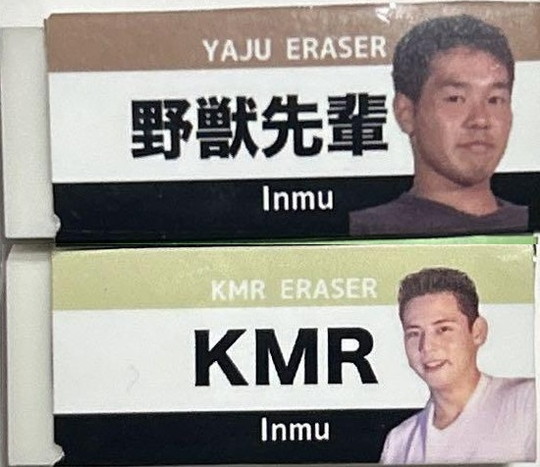 YAJU ERASER
野獣先輩
Inmu
KMR ERASER
KMR
Inmu